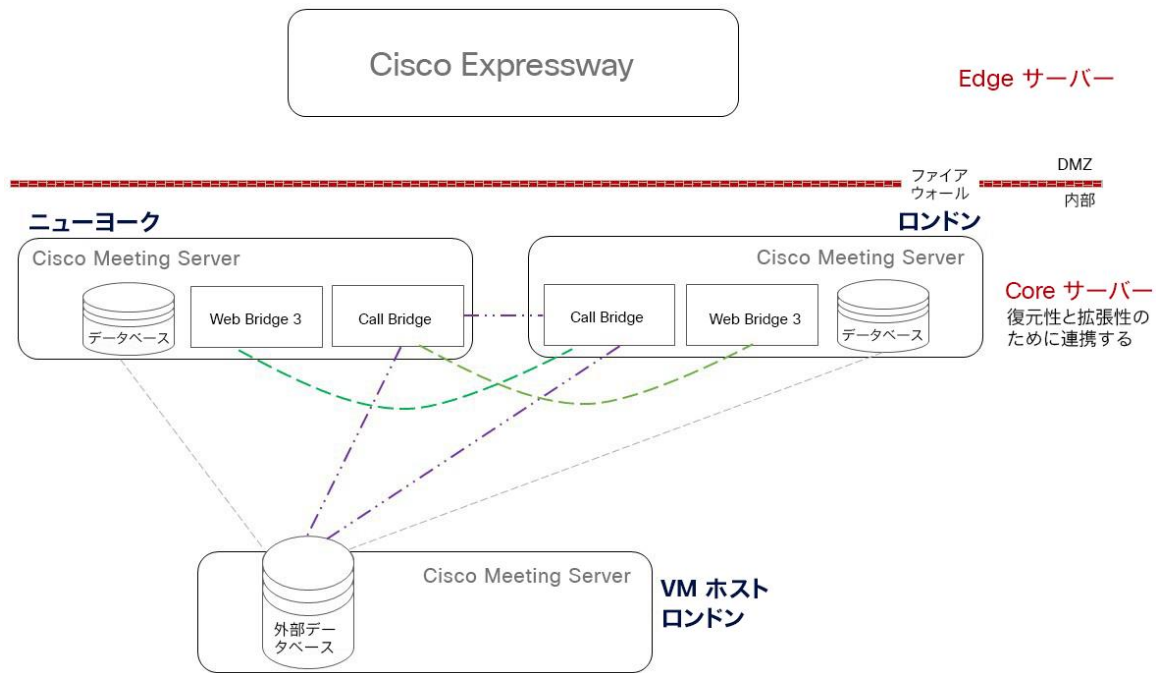 Cisco Expressway
Edge サーバー
ファイア
ウォール
DMZ
内部
ニューヨーク
ロンドン
Cisco Meeting Server
データベース
Web Bridge 3
Call Bridge
Cisco Meeting Server
Call Bridge
Web Bridge 3
データベース
Core サーバー
復元性と拡張性の
ために連携する
Cisco Meeting Server
外部デー
タベース
VM ホスト
ロンドン